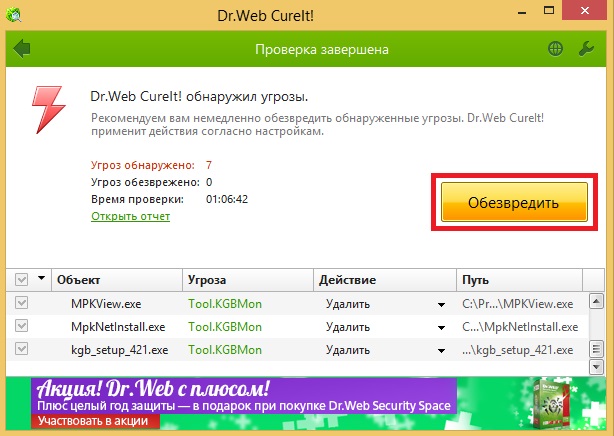 Dr.Web CureIt!
Проверка завершена
Dr.Web CureIt! обнаружил угрозы.
Рекомендуем вам немедленно обезвредить обнаруженные угрозы. Dr.Web CureIt!
применит действия согласно настройкам.
Угроз обнаружено: 7
Угроз обезврежено: 0
Время проверки: 01:06:42
Открыть отчет
Обезвредить
Объект Угроза Действие Путь
MPKView.exe Tool.KGBMon Удалить C:\Pr...\MPKView.exe
MpkNetInstall.exe Tool.KGBMon Удалить C...\MpkNetInstall.exe
kgb_setup_421.exe Tool.KGBMon Удалить ...\kgb_setup_421.exe
Акция! Dr.Web с плюсом!
Плюс целый год защиты — в подарок при покупке Dr.Web Security Space
Участвовать в акции